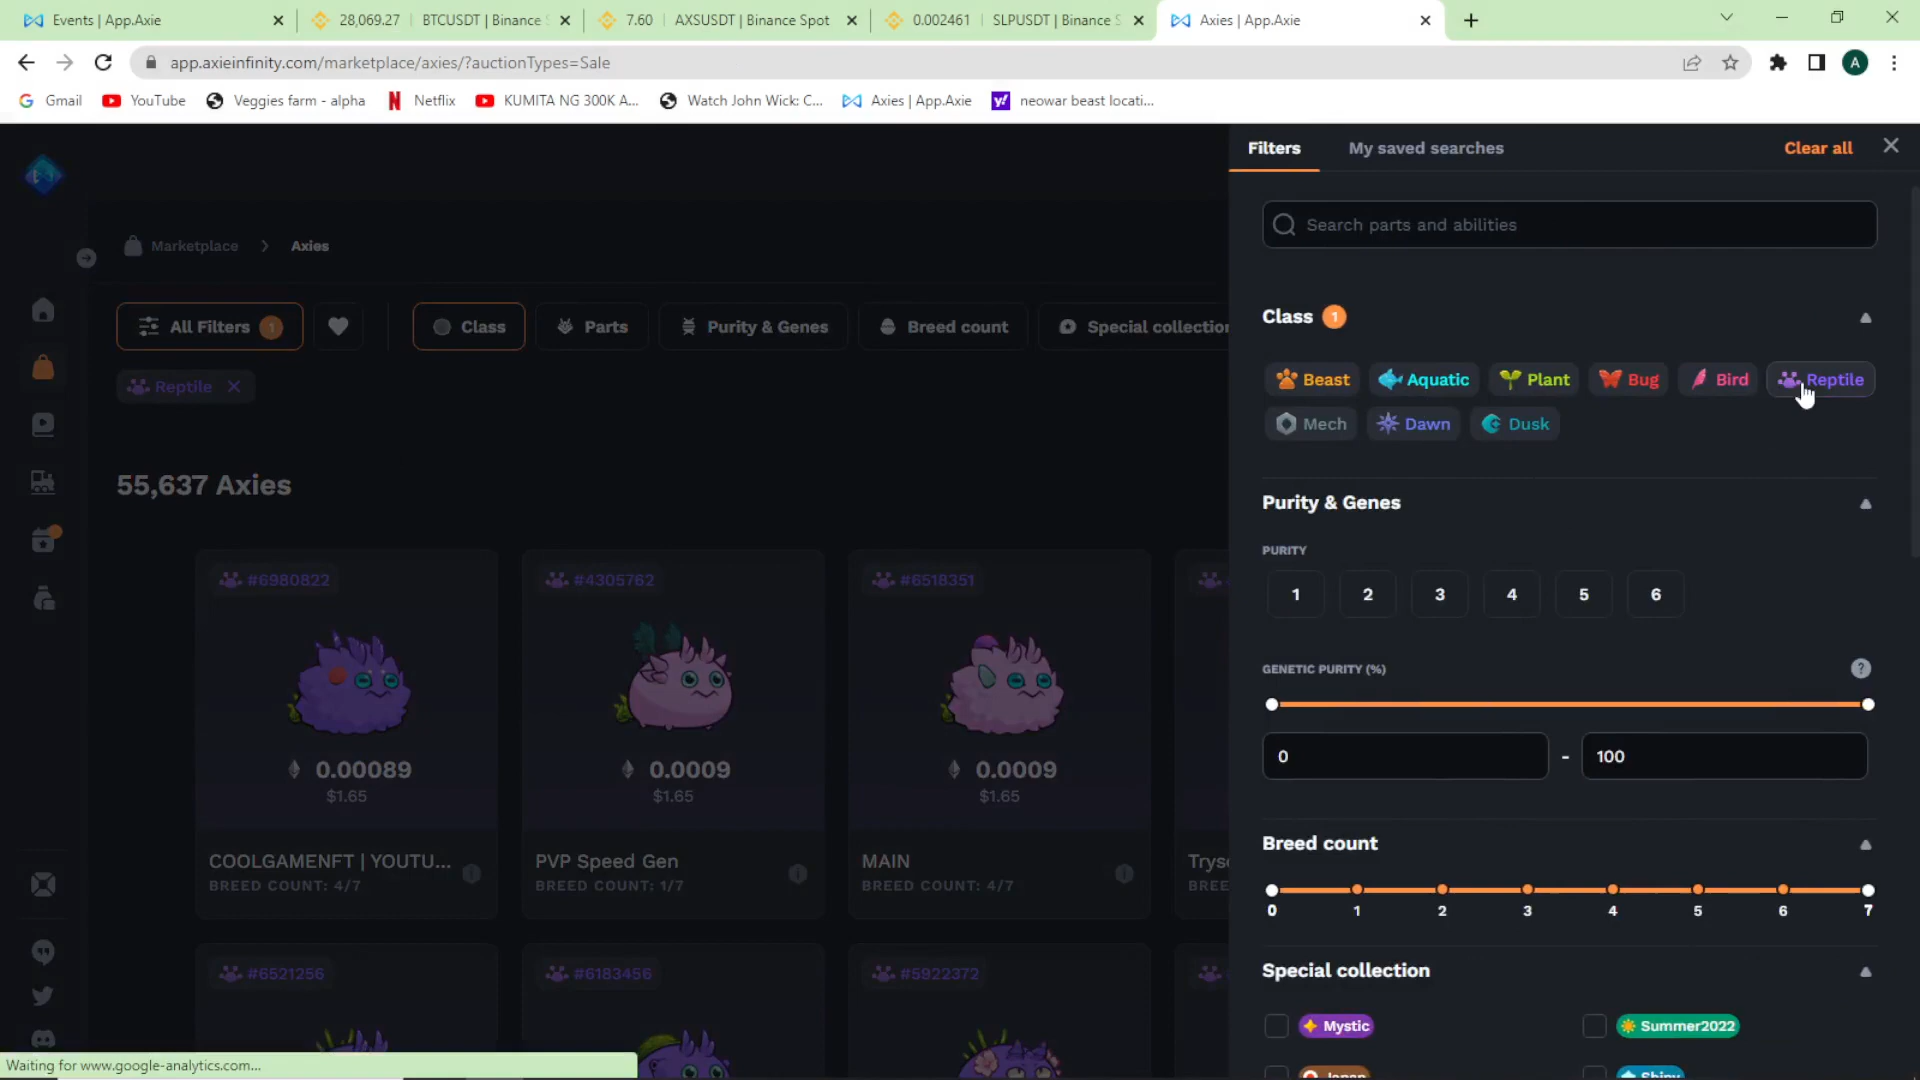 Events | App.Axie
28,069.27 | BTCUSDT | Binance S
7.60 | AXSUSDT | Binance Spot
0.002461 | SLPUSDT | Binance S
Axies | App.Axie
app.axieinfinity.com/marketplace/axies/?auctionTypes=Sale
A
Gmail
YouTube
Veggies farm - alpha
Netflix
KUMITA NG 300K A...
Watch John Wick: C...
Axies | App.Axie
neowar beast locati...
Marketplace > Axies
All Filters 1
Class
Parts
Purity & Genes
Breed count
Special collection
Reptile
55,637 Axies
#6980822
0.00089
$1.65
COOLGAMENFT | YOUTU...
BREED COUNT: 4/7
#4305762
0.0009
$1.65
PVP Speed Gen
BREED COUNT: 1/7
#6518351
0.0009
$1.65
MAIN
BREED COUNT: 4/7
#6521256
#6183456
#5922372
Waiting for www.google-analytics.com...
Filters
My saved searches
Clear all
Search parts and abilities
Class 1
Beast
Aquatic
Plant
Bug
Bird
Reptile
Mech
Dawn
Dusk
Purity & Genes
PURITY
1 2 3 4 5 6
GENETIC PURITY (%)
?
0 - 100
Breed count
0 1 2 3 4 5 6 7
Special collection
Mystic
Summer2022
Japan
Shiny